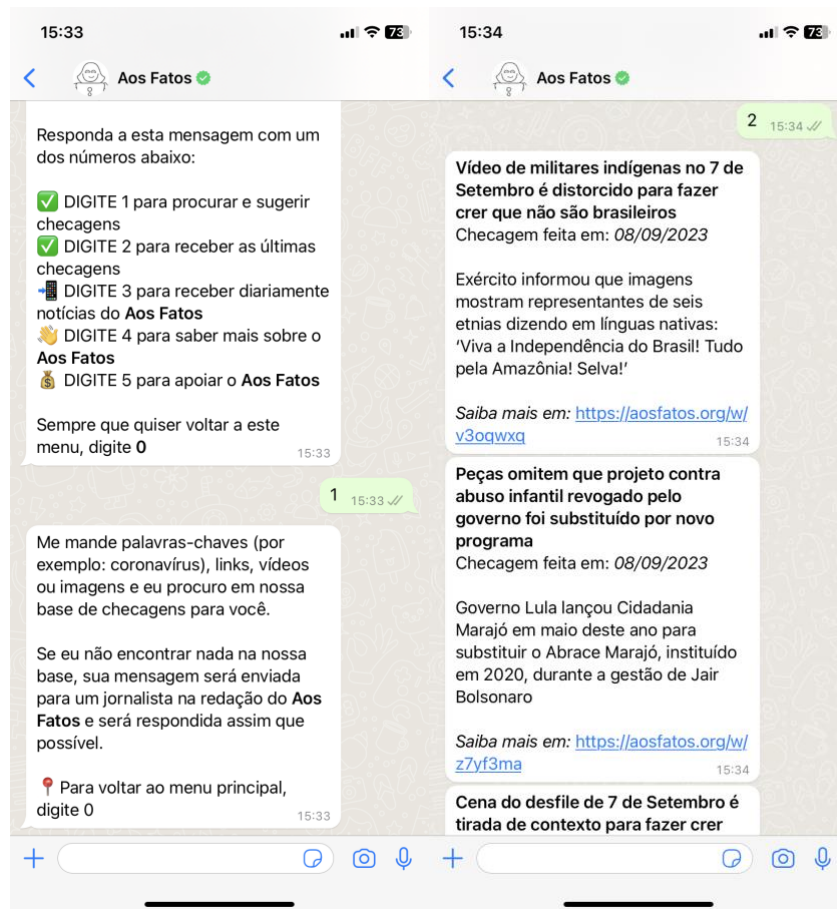 15:33
73
Aos Fatos
Responda a esta mensagem com um
dos números abaixo:
✅ DIGITE 1 para procurar e sugerir
checagens
✅ DIGITE 2 para receber as últimas
checagens
📲 DIGITE 3 para receber diariamente
notícias do Aos Fatos
👋 DIGITE 4 para saber mais sobre o
Aos Fatos
💰 DIGITE 5 para apoiar o Aos Fatos
Sempre que quiser voltar a este
menu, digite 0
15:33
1 15:33
Me mande palavras-chaves (por
exemplo: coronavírus), links, vídeos
ou imagens e eu procuro em nossa
base de checagens para você.
Se eu não encontrar nada na nossa
base, sua mensagem será enviada
para um jornalista na redação do Aos
Fatos e será respondida assim que
possível.
📍 Para voltar ao menu principal,
digite 0
15:33
15:34
73
Aos Fatos
2 15:34
Vídeo de militares indígenas no 7 de
Setembro é distorcido para fazer
crer que não são brasileiros
Checagem feita em: 08/09/2023
Exército informou que imagens
mostram representantes de seis
etnias dizendo em línguas nativas:
‘Viva a Independência do Brasil! Tudo
pela Amazônia! Selva!’
Saiba mais em: https://aosfatos.org/w/
v3oqwxq
15:34
Peças omitem que projeto contra
abuso infantil revogado pelo
governo foi substituído por novo
programa
Checagem feita em: 08/09/2023
Governo Lula lançou Cidadania
Marajó em maio deste ano para
substituir o Abrace Marajó, instituído
em 2020, durante a gestão de Jair
Bolsonaro
Saiba mais em: https://aosfatos.org/w/
z7yf3ma
15:34
Cena do desfile de 7 de Setembro é
tirada de contexto para fazer crer